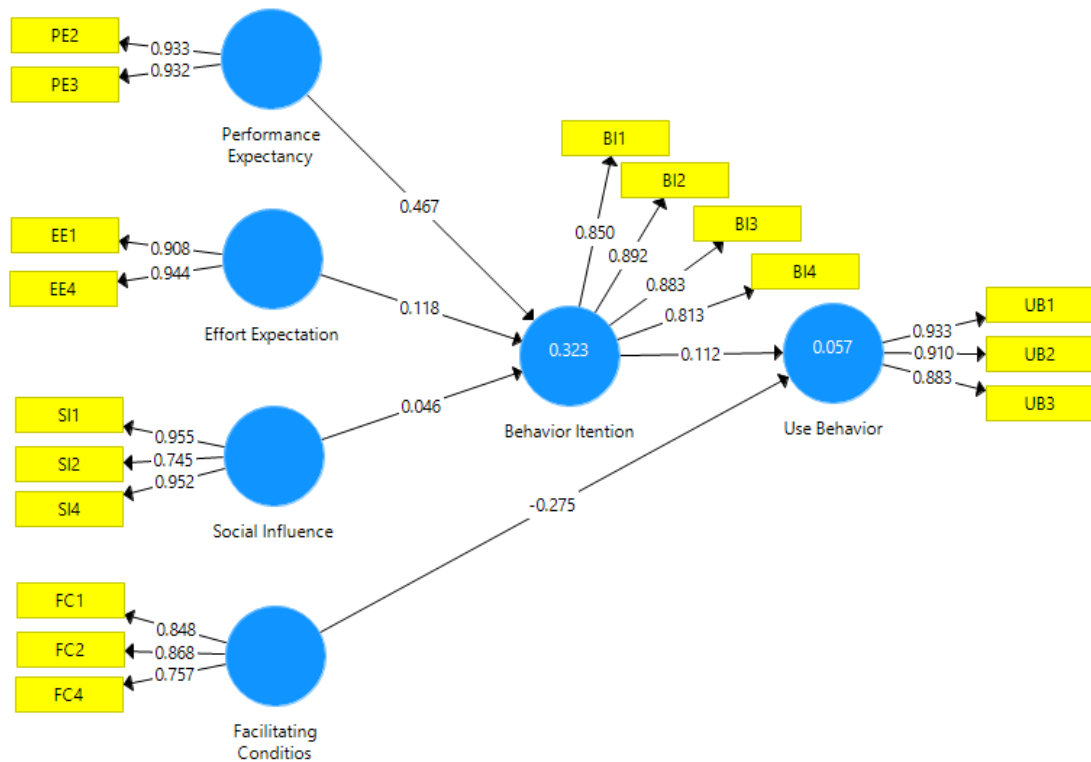 PE2
0.933
PE3
0.932
Performance
Expectancy
0.467
EE1
0.908
EE4
0.944
Effort Expectation
0.118
SI1
0.955
SI2
0.745
SI4
0.952
Social Influence
0.046
FC1
0.848
FC2
0.868
FC4
0.757
Facilitating
Conditios
-0.275
BI1
0.850
BI2
0.892
BI3
0.883
BI4
0.813
0.323
Behavior Itention
0.112
0.057
Use Behavior
UB1
0.933
UB2
0.910
UB3
0.883